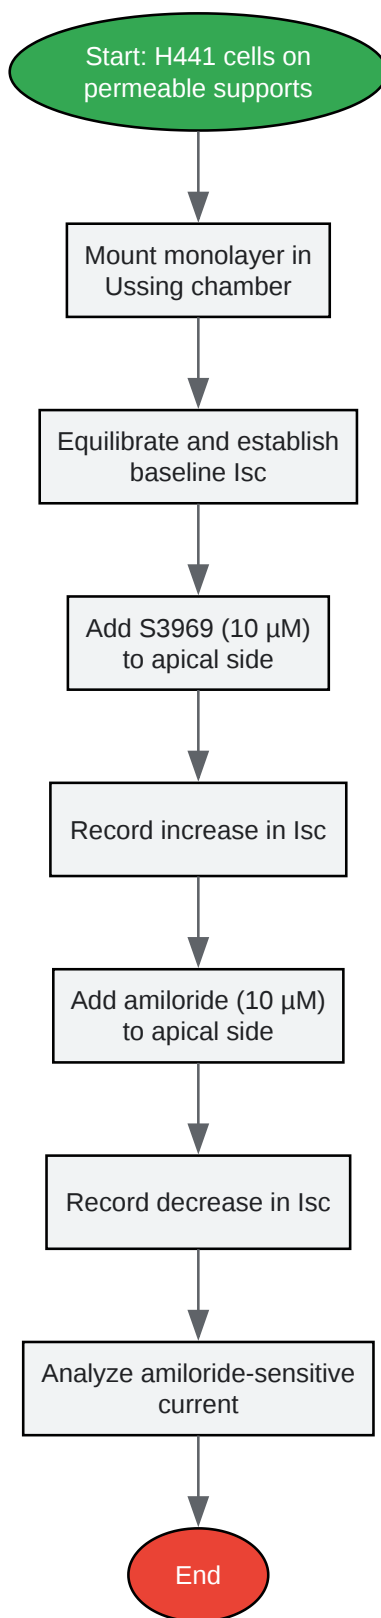 Start: H441 cells on
permeable supports
Mount monolayer in
Ussing chamber
Equilibrate and establish
baseline Isc
Add S3969 (10 µM)
to apical side
Record increase in Isc
Add amiloride (10 µM)
to apical side
Record decrease in Isc
Analyze amiloride-sensitive
current
End